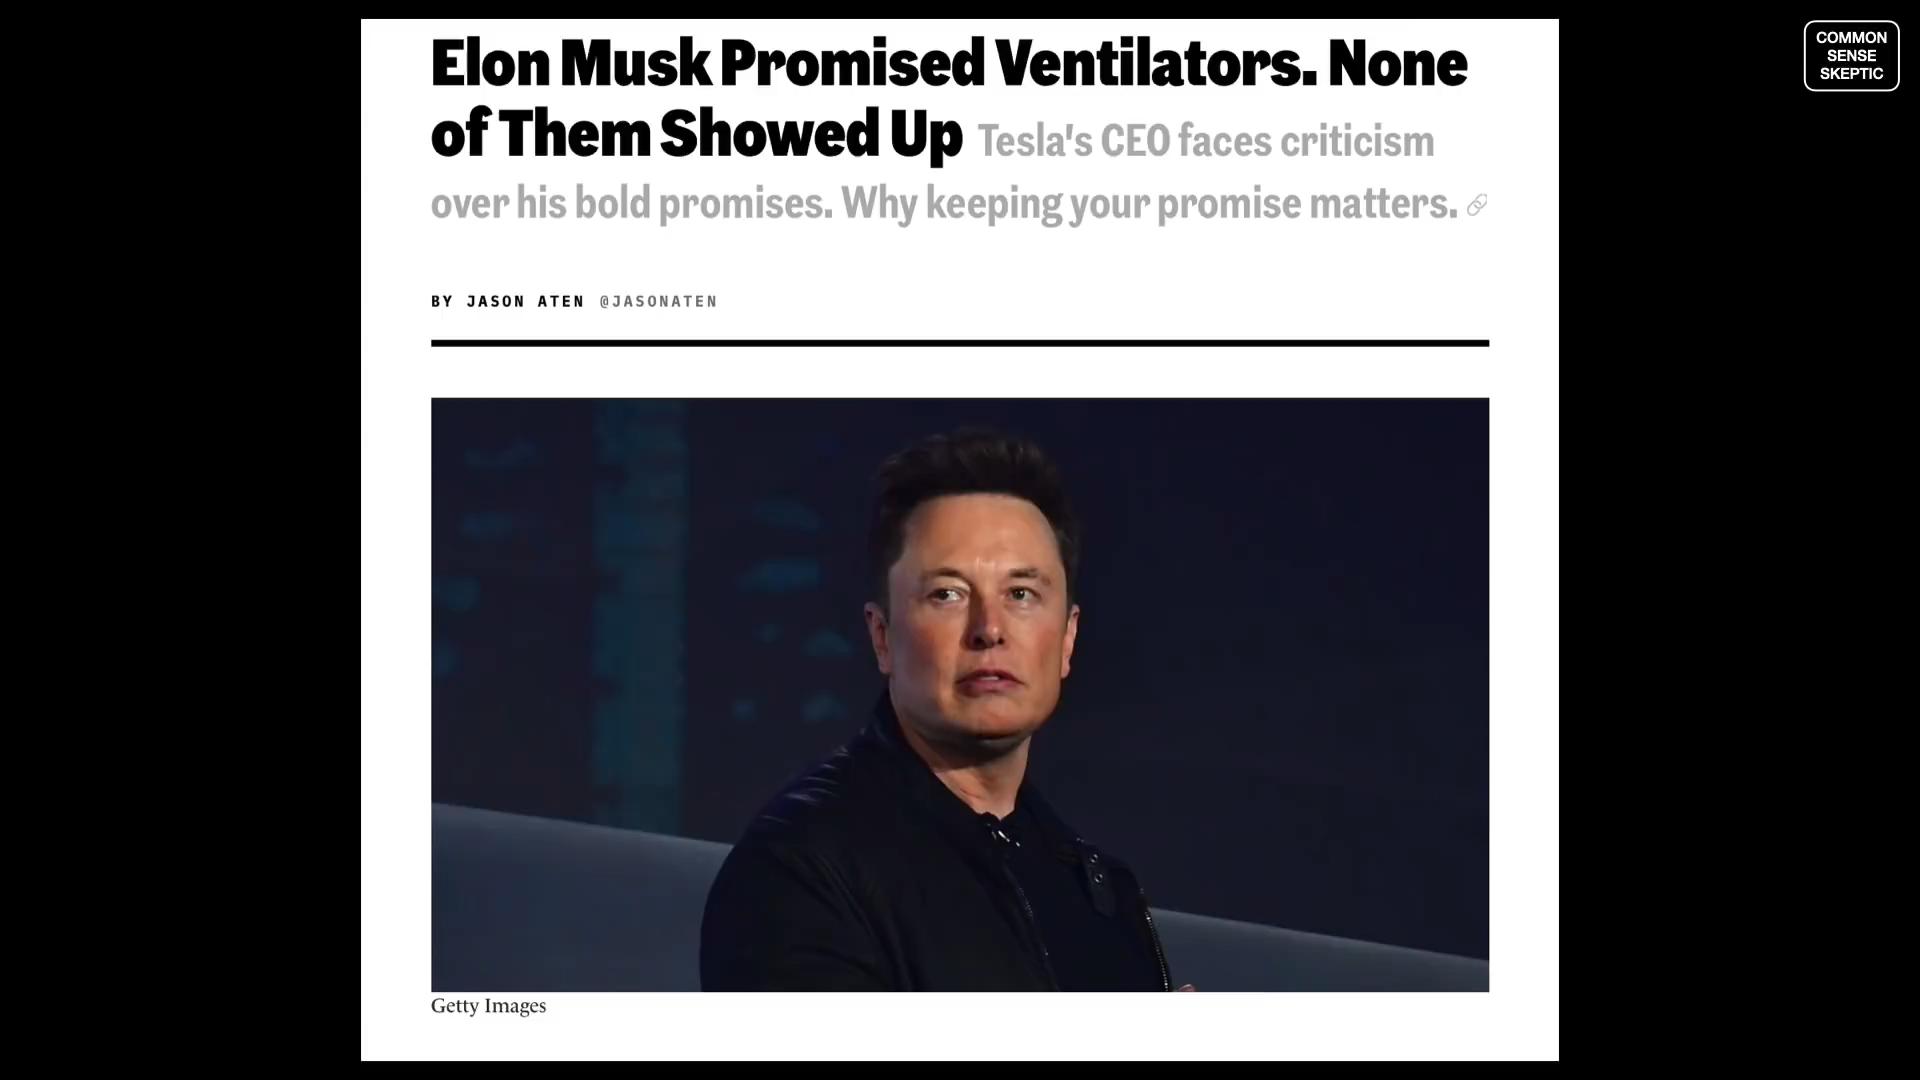 Elon Musk Promised Ventilators. None
of Them Showed Up Tesla's CEO faces criticism
over his bold promises. Why keeping your promise matters.
BY JASON ATEN @JASONATEN
Getty Images
COMMON
SENSE
SKEPTIC